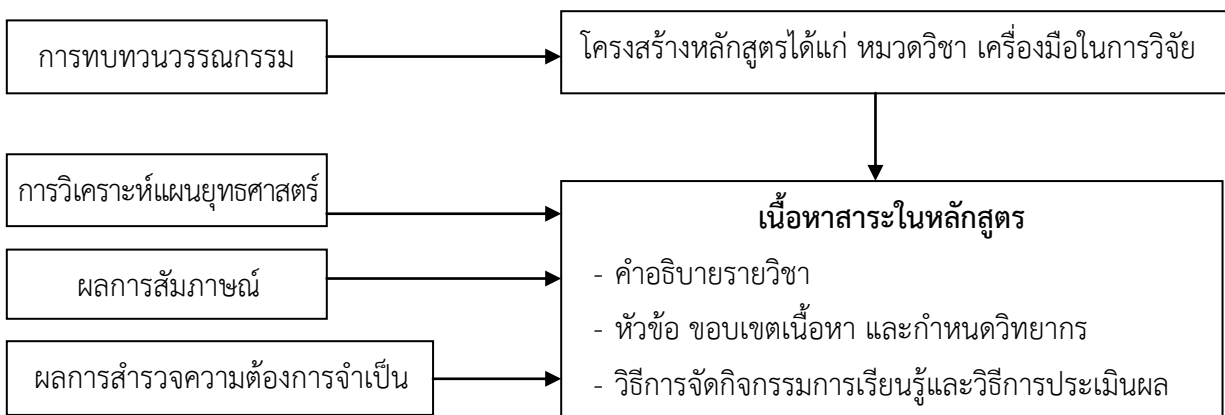 การทบทวนวรรณกรรม
โครงสร้างหลักสูตรได้แก่ หมวดวิชา เครื่องมือในการวิจัย
การวิเคราะห์แผนยุทธศาสตร์
ผลการสัมภาษณ์
ผลการสำรวจความต้องการจำเป็น
เนื้อหาสาระในหลักสูตร
- คำอธิบายรายวิชา
- หัวข้อ ขอบเขตเนื้อหา และกำหนดวิทยากร
- วิธีการจัดกิจกรรมการเรียนรู้และวิธีการประเมินผล